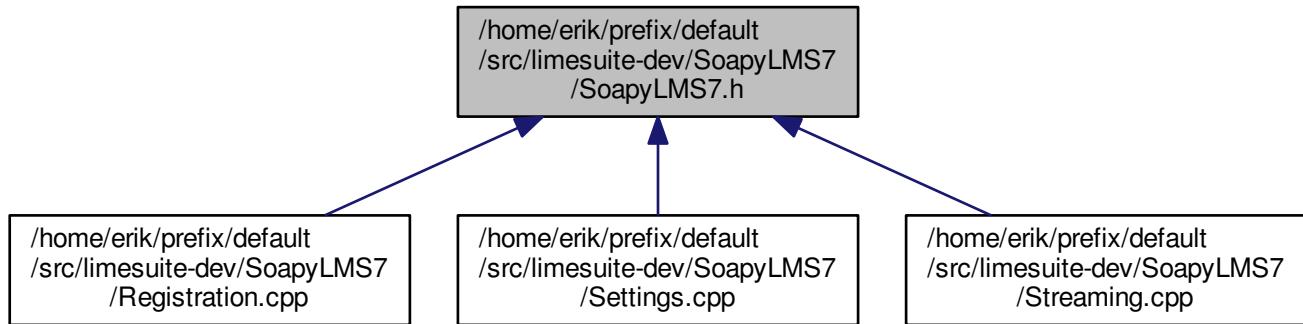 /home/erik/prefix/default
/src/limesuite-dev/SoapyLMS7
/SoapyLMS7.h
/home/erik/prefix/default
/src/limesuite-dev/SoapyLMS7
/Registration.cpp
/home/erik/prefix/default
/src/limesuite-dev/SoapyLMS7
/Settings.cpp
/home/erik/prefix/default
/src/limesuite-dev/SoapyLMS7
/Streaming.cpp